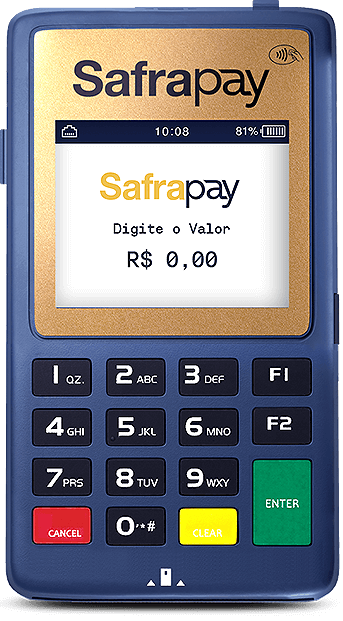 Safrapay
10:08 81%
Safrapay
Digite o Valor
R$ 0,00
1 QZ. 2 ABC 3 DEF F1
4 GHI 5 JKL 6 MNO F2
7 PRS 8 TUV 9 WXY
ENTER
CANCEL 0 ,*# CLEAR